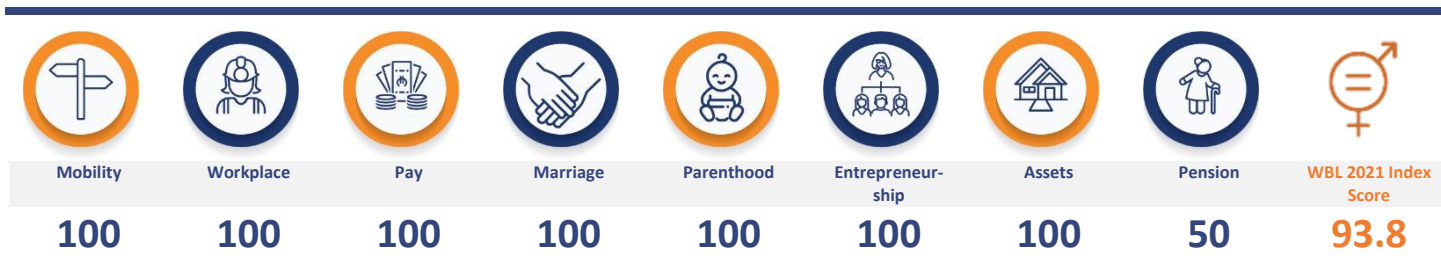 Mobility Workplace Pay Marriage Parenthood Entrepreneur-
ship Assets Pension WBL 2021 Index
Score
100 100 100 100 100 100 100 50 93.8